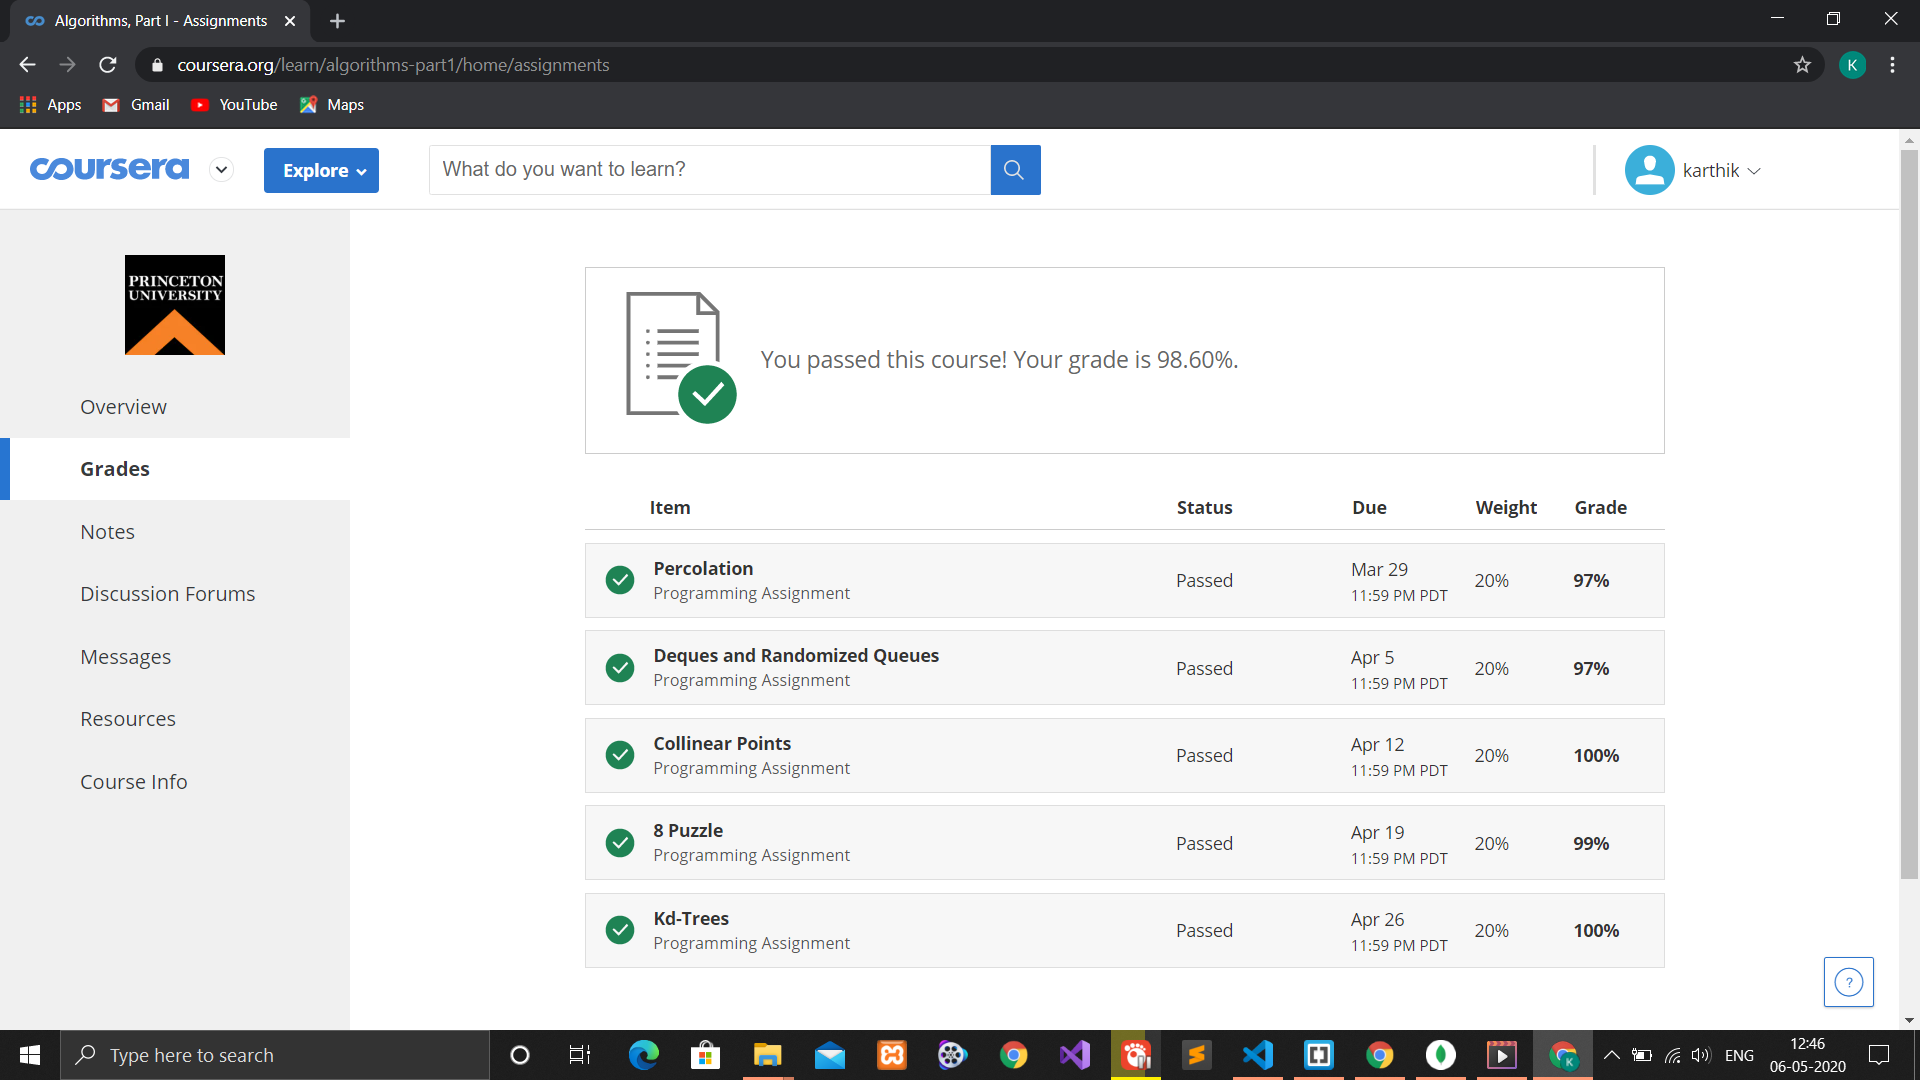 Algorithms, Part I - Assignments
coursera.org/learn/algorithms-part1/home/assignments
K
Apps Gmail YouTube Maps
coursera
Explore
What do you want to learn?
karthik
PRINCETON
UNIVERSITY
Overview
Grades
Notes
Discussion Forums
Messages
Resources
Course Info
You passed this course! Your grade is 98.60%.
Item Status Due Weight Grade
Percolation
Programming Assignment
Passed
Mar 29
11:59 PM PDT
20%
97%
Deques and Randomized Queues
Programming Assignment
Passed
Apr 5
11:59 PM PDT
20%
97%
Collinear Points
Programming Assignment
Passed
Apr 12
11:59 PM PDT
20%
100%
8 Puzzle
Programming Assignment
Passed
Apr 19
11:59 PM PDT
20%
99%
Kd-Trees
Programming Assignment
Passed
Apr 26
11:59 PM PDT
20%
100%
?
Type here to search
K
ENG
12:46
06-05-2020